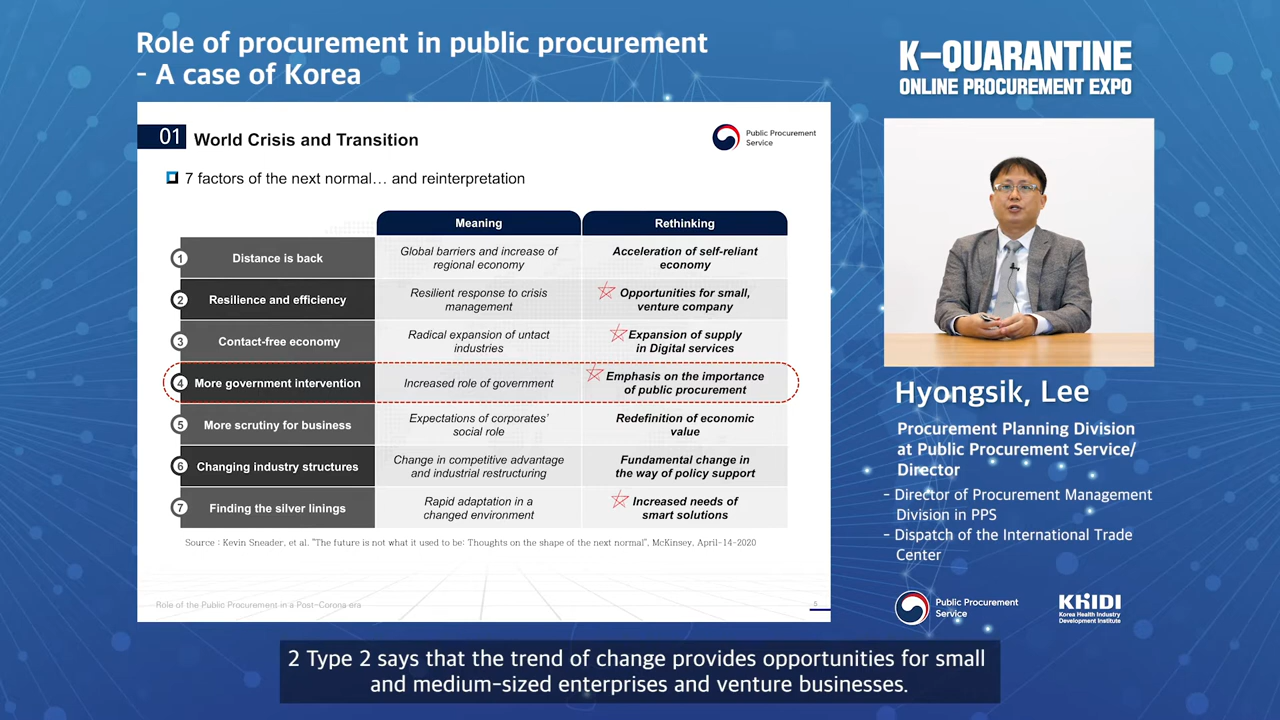 Role of procurement in public procurement
- A case of Korea
K-QUARANTINE
ONLINE PROCUREMENT EXPO
01 World Crisis and Transition
Public Procurement
Service
7 factors of the next normal… and reinterpretation
Meaning Rethinking
1 Distance is back
Global barriers and increase of
regional economy
Acceleration of self-reliant
economy
2 Resilience and efficiency
Resilient response to crisis
management
Opportunities for small,
venture company
3 Contact-free economy
Radical expansion of untact
industries
Expansion of supply
in Digital services
4 More government intervention
Increased role of government
Emphasis on the importance
of public procurement
5 More scrutiny for business
Expectations of corporates'
social role
Redefinition of economic
value
6 Changing industry structures
Change in competitive advantage
and industrial restructuring
Fundamental change in
the way of policy support
7 Finding the silver linings
Rapid adaptation in a
changed environment
Increased needs of
smart solutions
Source : Kevin Sneader, et al. "The future is not what it used to be: Thoughts on the shape of the next normal", McKinsey, April-14-2020
Role of the Public Procurement in a Post-Corona era
5
Hyongsik, Lee
Procurement Planning Division
at Public Procurement Service/
Director
- Director of Procurement Management
Division in PPS
- Dispatch of the International Trade
Center
Public Procurement
Service
KHIDI
Korea Health Industry
Development Institute
2 Type 2 says that the trend of change provides opportunities for small
and medium-sized enterprises and venture businesses.